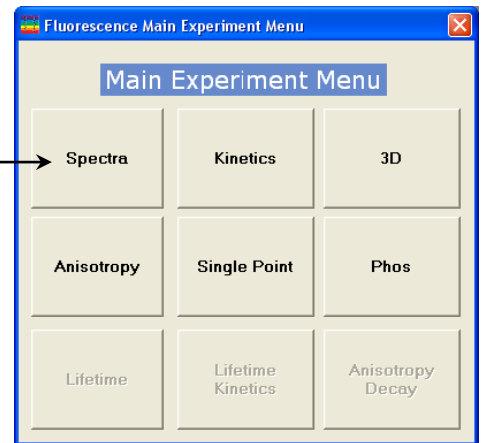 Fluorescence Main Experiment Menu
Main Experiment Menu
Spectra
Kinetics
3D
Anisotropy
Single Point
Phos
Lifetime
Lifetime
Kinetics
Anisotropy
Decay